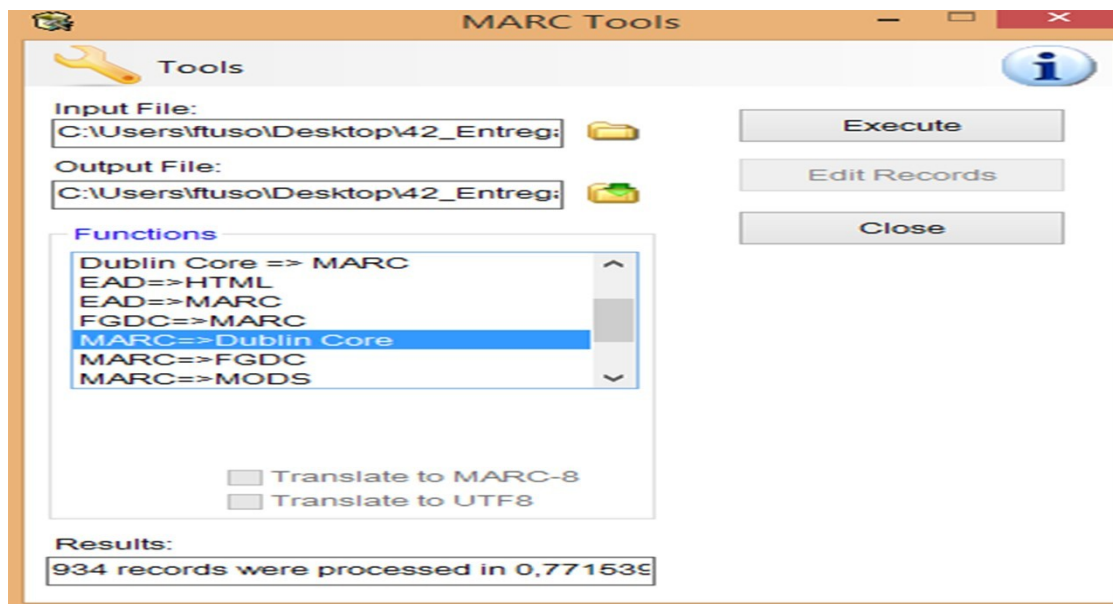 MARC Tools
Tools
Input File:
C:\Users\ftuso\Desktop\42_Entrega
Execute
Output File:
C:\Users\ftuso\Desktop\42_Entrega
Edit Records
Close
Functions
Dublin Core => MARC
EAD=>HTML
EAD=>MARC
FGDC=>MARC
MARC=>Dublin Core
MARC=>FGDC
MARC=>MODS
Translate to MARC-8
Translate to UTF8
Results:
934 records were processed in 0,771539